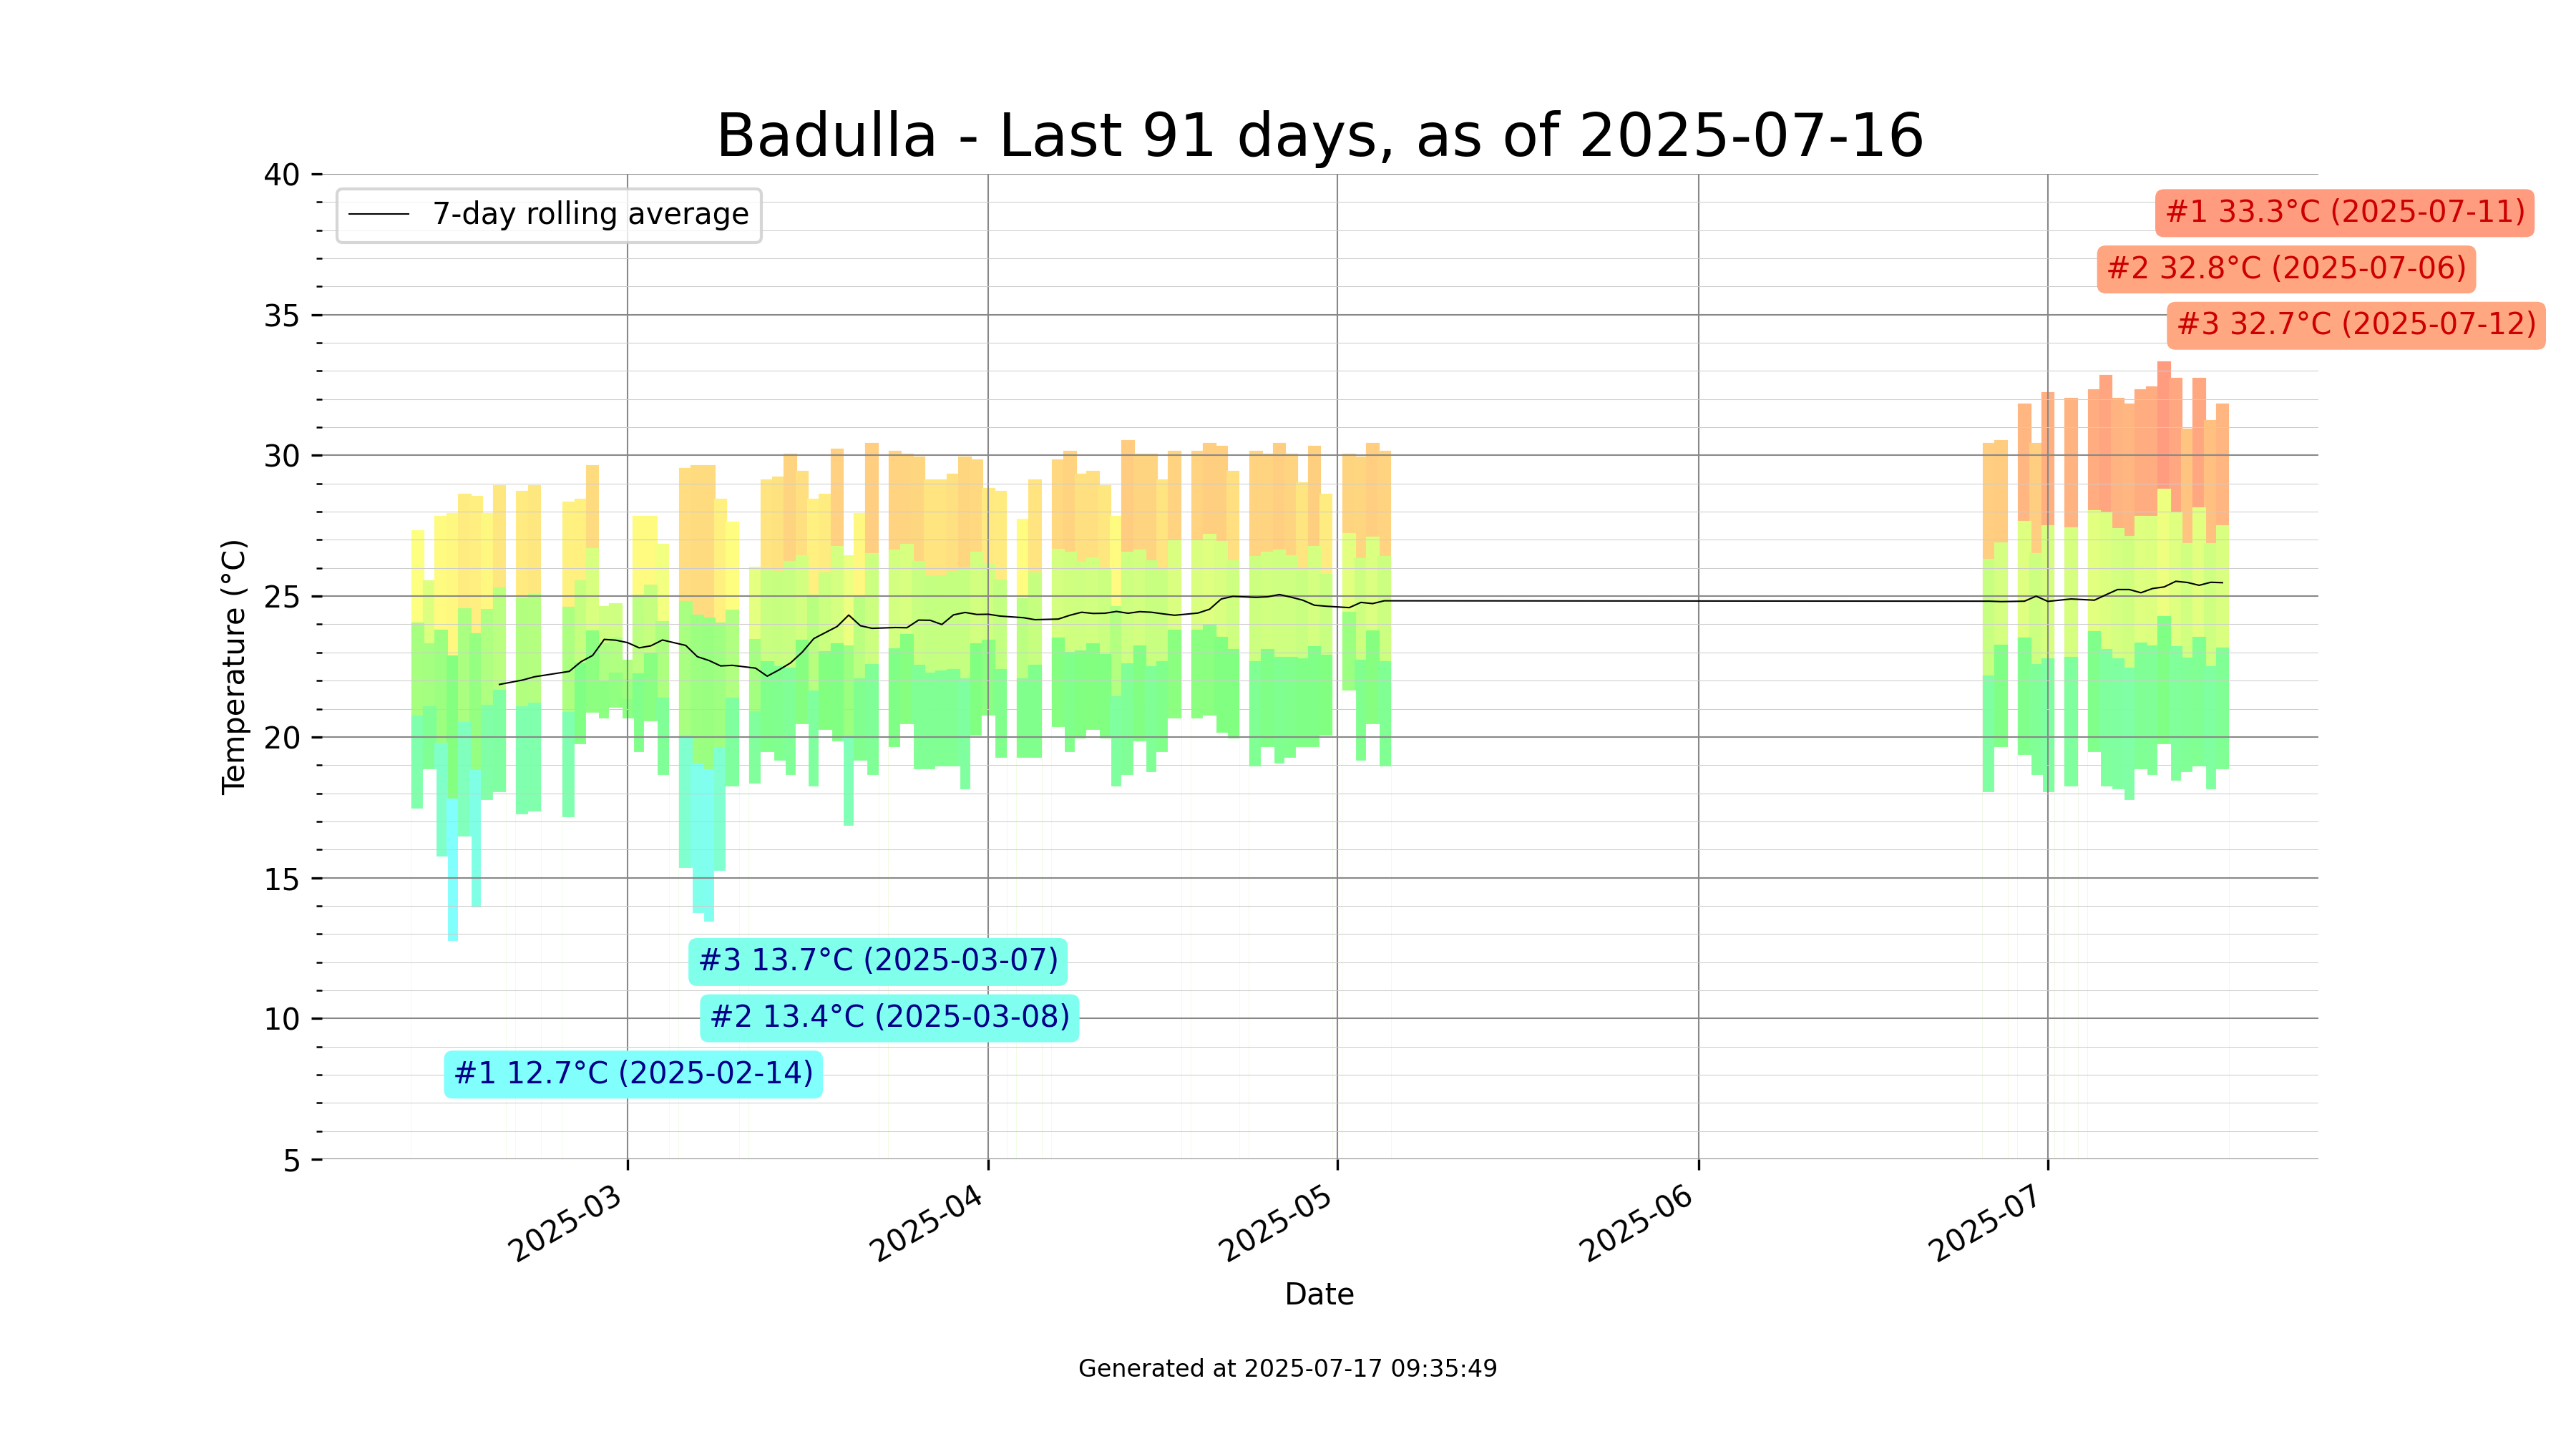 Badulla - Last 91 days, as of 2025-07-16
40
35
30
25
20
15
10
5
Temperature (°C)
7-day rolling average
#1 33.3°C (2025-07-11)
#2 32.8°C (2025-07-06)
#3 32.7°C (2025-07-12)
#3 13.7°C (2025-03-07)
#2 13.4°C (2025-03-08)
#1 12.7°C (2025-02-14)
2025-03
2025-04
2025-05
2025-06
2025-07
Date
Generated at 2025-07-17 09:35:49